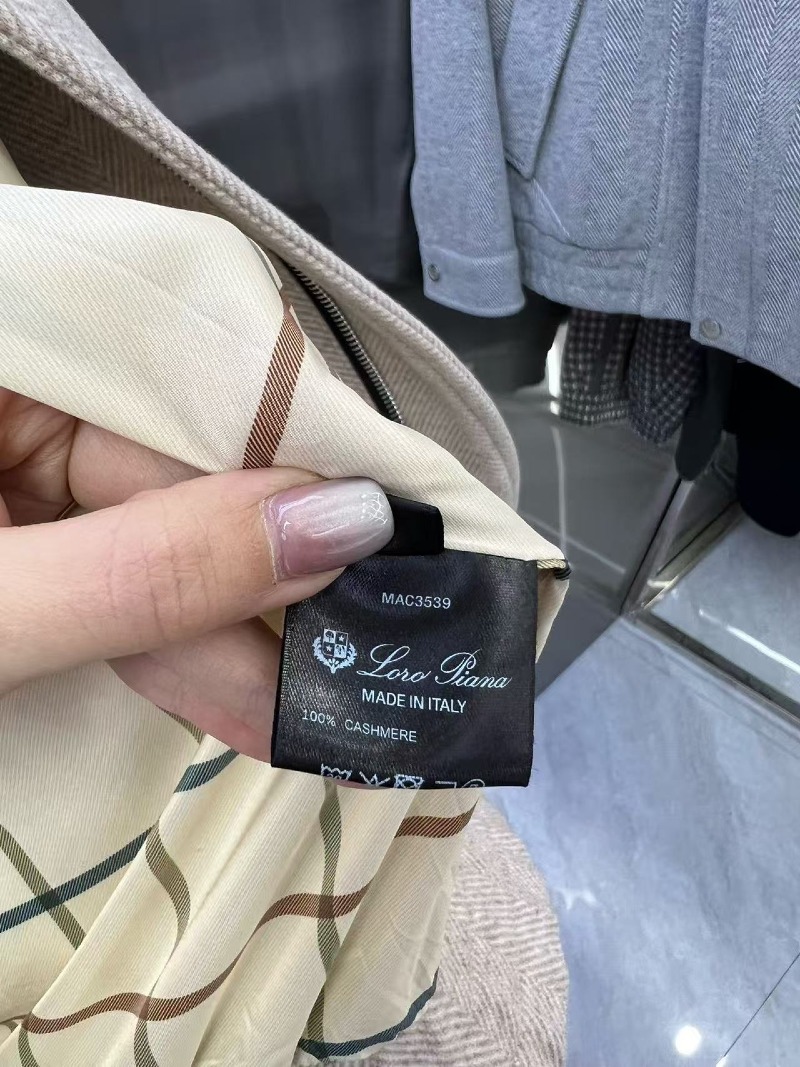 MAC3539
Loro Piana
MADE IN ITALY
100% CASHMERE